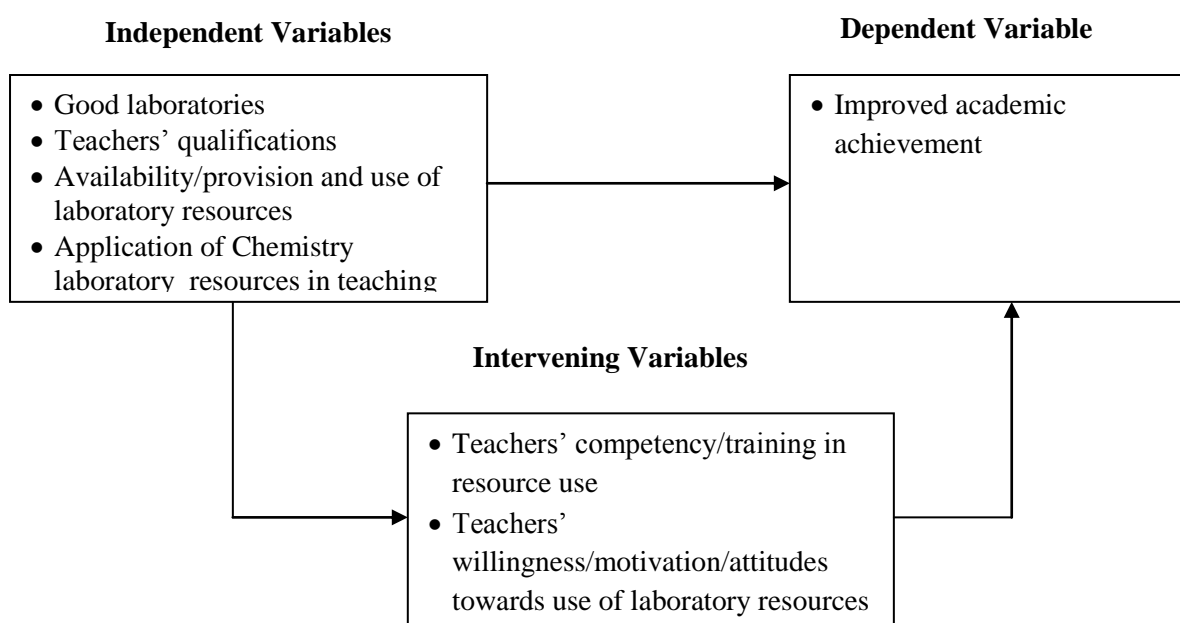 Independent Variables
Dependent Variable
• Good laboratories
• Teachers’ qualifications
• Availability/provision and use of
laboratory resources
• Application of Chemistry
laboratory resources in teaching
• Improved academic
achievement
Intervening Variables
• Teachers’ competency/training in
resource use
• Teachers’
willingness/motivation/attitudes
towards use of laboratory resources